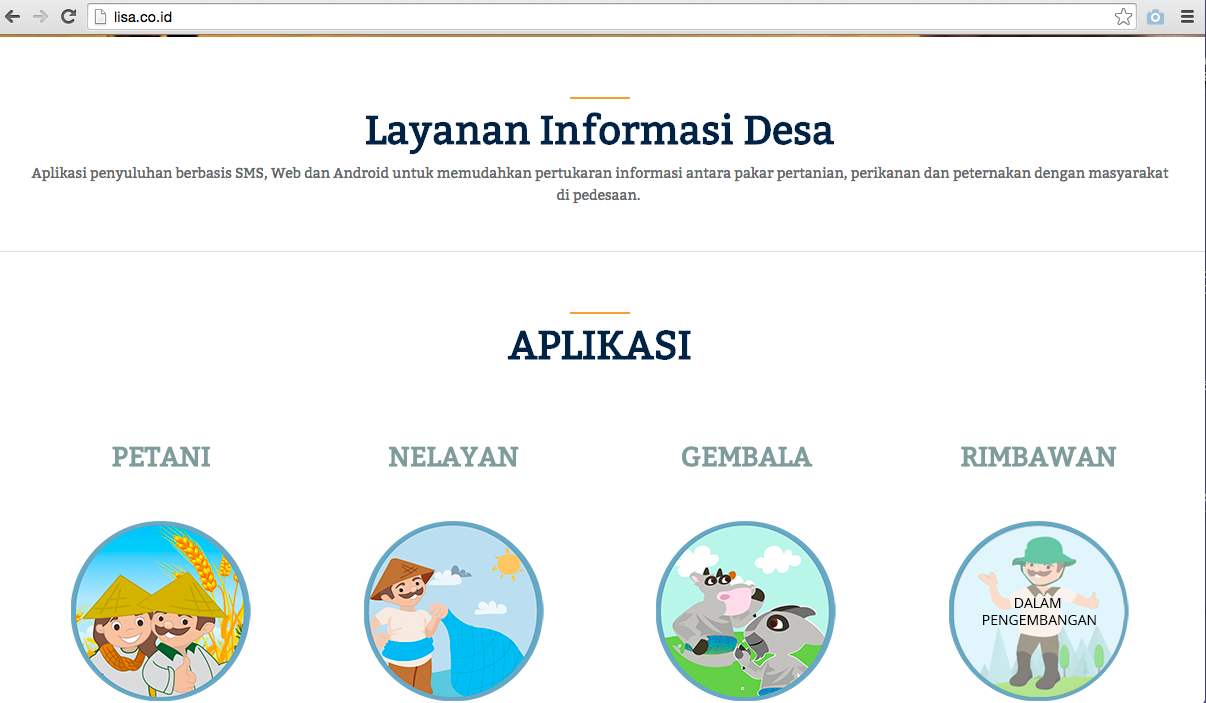 lisa.co.id
Layanan Informasi Desa
Aplikasi penyuluhan berbasis SMS, Web dan Android untuk memudahkan pertukaran informasi antara pakar pertanian, perikanan dan peternakan dengan masyarakat
di pedesaan.
APLIKASI
PETANI
NELAYAN
GEMBALA
RIMBAWAN
DALAM
PENGEMBANGAN